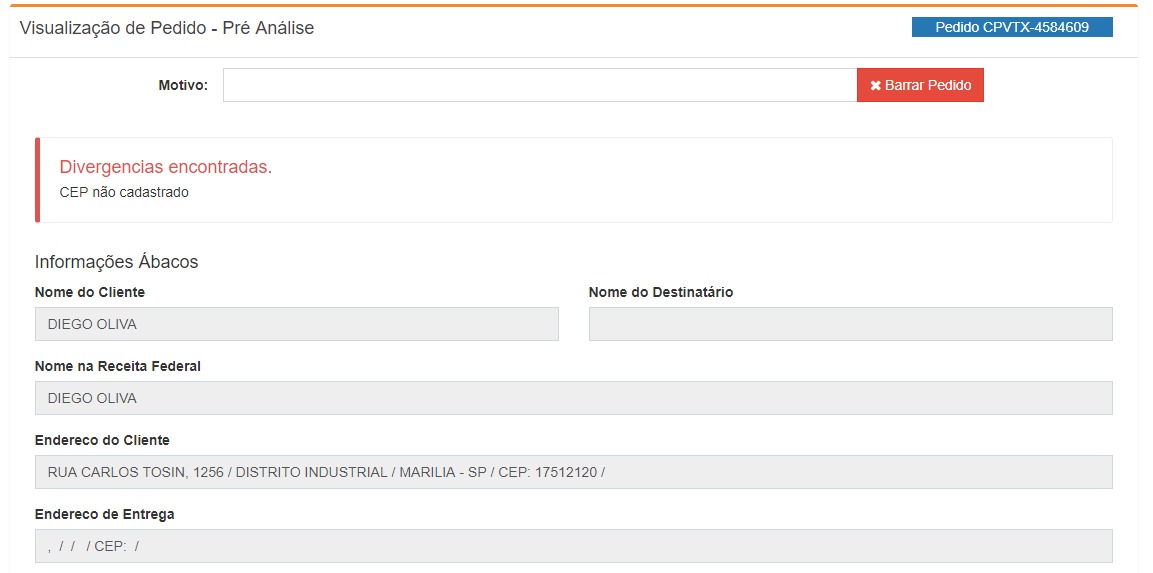 Visualização de Pedido - Pré Análise
Pedido CPVTX-4584609
Motivo:
✖ Barrar Pedido
Divergencias encontradas.
CEP não cadastrado
Informações Ábacos
Nome do Cliente
Nome do Destinatário
DIEGO OLIVA
Nome na Receita Federal
DIEGO OLIVA
Endereco do Cliente
RUA CARLOS TOSIN, 1256 / DISTRITO INDUSTRIAL / MARILIA - SP / CEP: 17512120 /
Endereco de Entrega
, / / / CEP: /